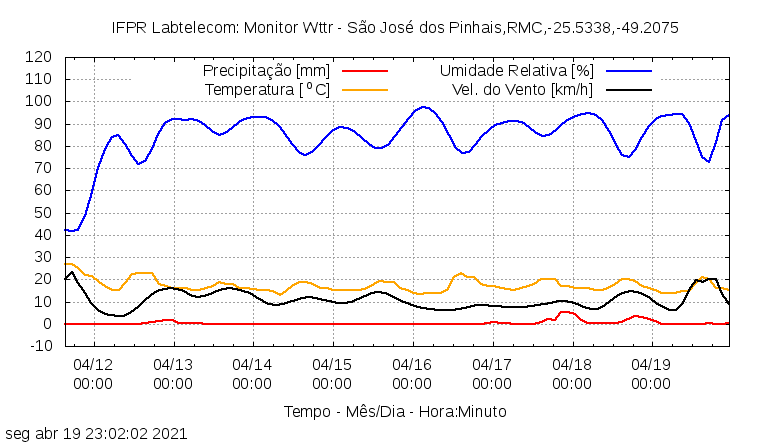 IFPR Labtelecom: Monitor Wttr - São José dos Pinhais,RMC,-25.5338,-49.2075
120
110
100
90
80
70
60
50
40
30
20
10
0
-10
Precipitação [mm]
Temperatura [⁰C]
Umidade Relativa [%]
Vel. do Vento [km/h]
04/12 04/13 04/14 04/15 04/16 04/17 04/18 04/19
00:00 00:00 00:00 00:00 00:00 00:00 00:00 00:00
Tempo - Mês/Dia - Hora:Minuto
seg abr 19 23:02:02 2021